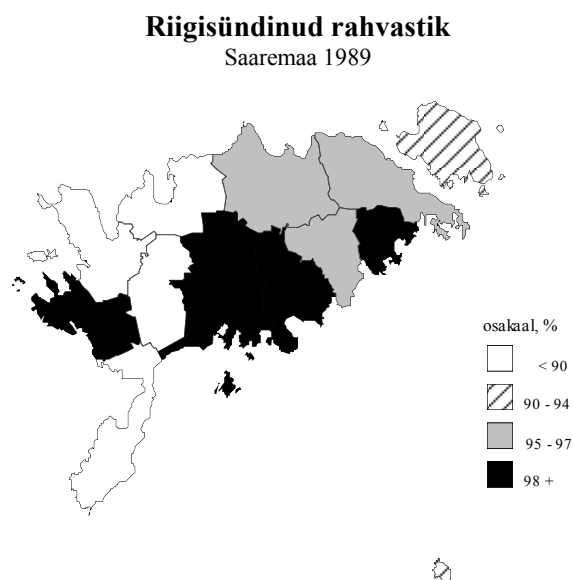 Riigisündinud rahvastik
Saaremaa 1989
osakaal, %
< 90
90 - 94
95 - 97
98 +